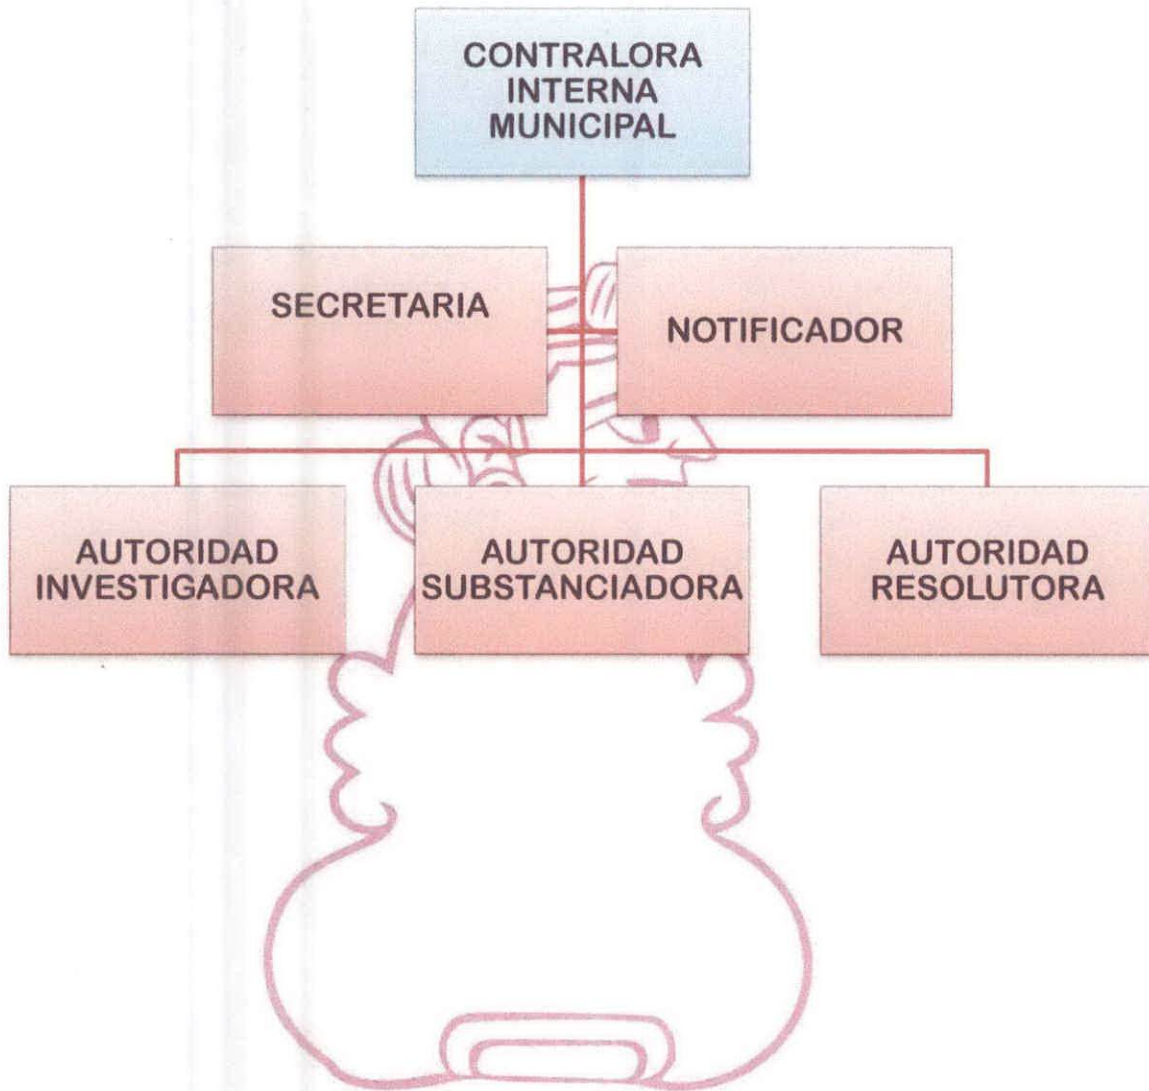 CONTRALORA
INTERNA
MUNICIPAL
SECRETARIA
NOTIFICADOR
AUTORIDAD
INVESTIGADORA
AUTORIDAD
SUBSTANCIADORA
AUTORIDAD
RESOLUTORA